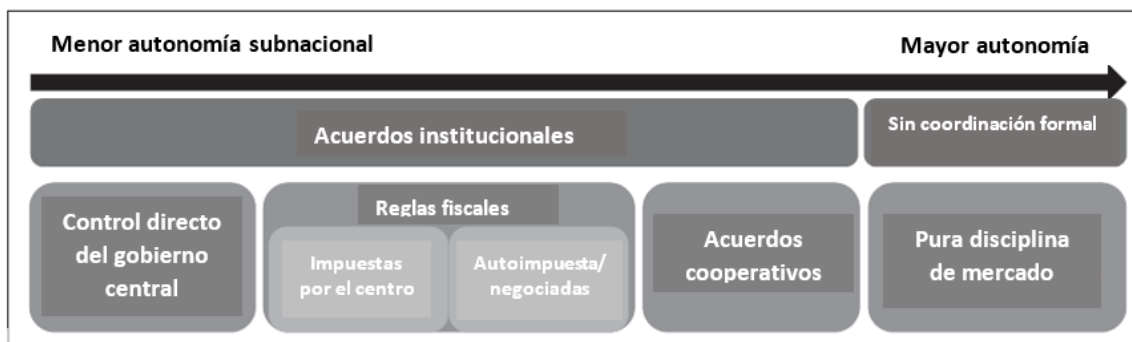 Menor autonomía subnacional
Mayor autonomía
Acuerdos institucionales
Sin coordinación formal
Control directo
del gobierno
central
Reglas fiscales
Impuestas
por el centro
Autoimpuesta/
negociadas
Acuerdos
cooperativos
Pura disciplina
de mercado